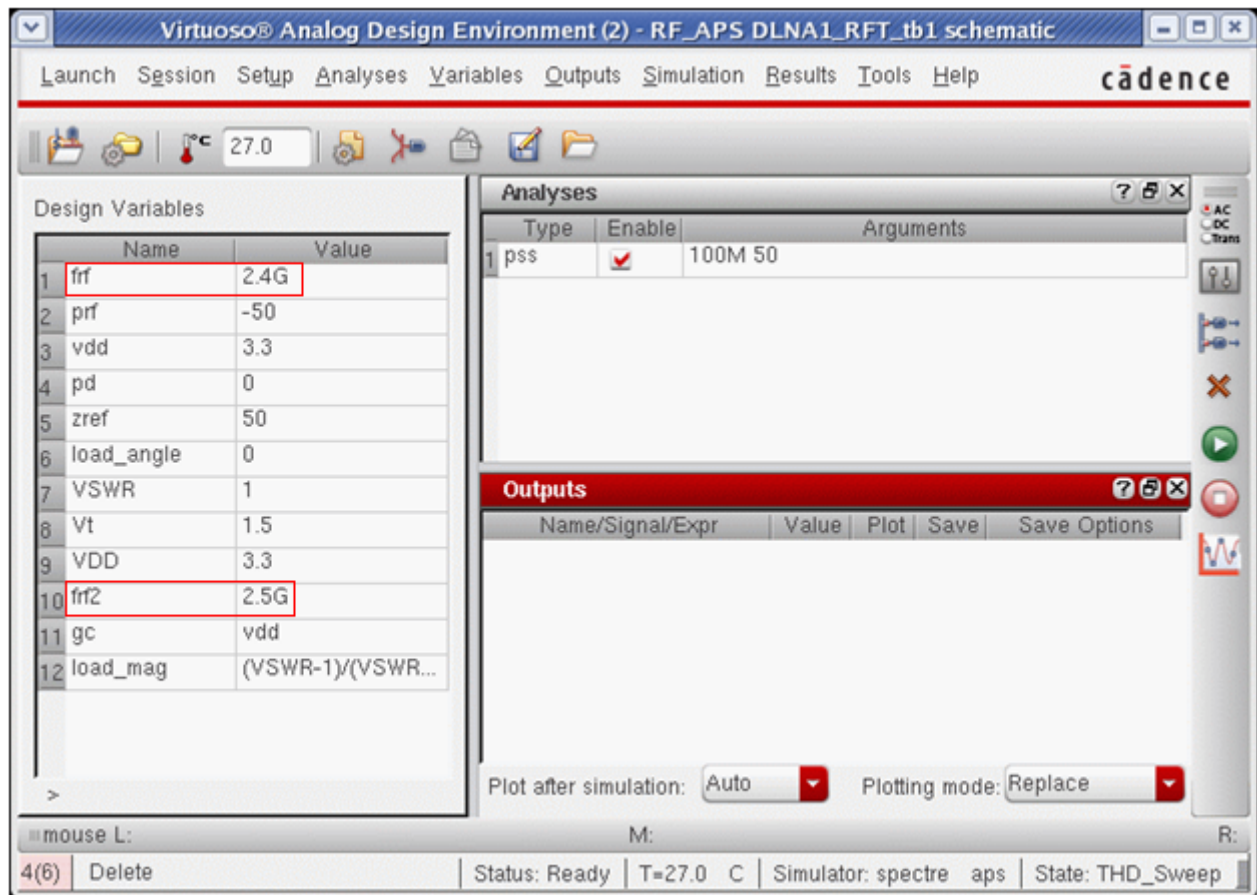 Virtuoso® Analog Design Environment (2) - RF_APS DLNA1_RFT_tb1 schematic
Launch Session Setup Analyses Variables Outputs Simulation Results Tools Help cādence
°C 27.0
Design Variables
Name Value
1 frf 2.4G
2 prf -50
3 vdd 3.3
4 pd 0
5 zref 50
6 load_angle 0
7 VSWR 1
8 Vt 1.5
9 VDD 3.3
10 frf2 2.5G
11 gc vdd
12 load_mag (VSWR-1)/(VSWR...
>
Analyses ?
Type Enable Arguments
1 pss 100M 50
Outputs ?
Name/Signal/Expr Value Plot Save Save Options
Plot after simulation: Auto Plotting mode: Replace
AC
DC
Trans
mouse L: M: R:
4(6) Delete Status: Ready T=27.0 C Simulator: spectre aps State: THD_Sweep